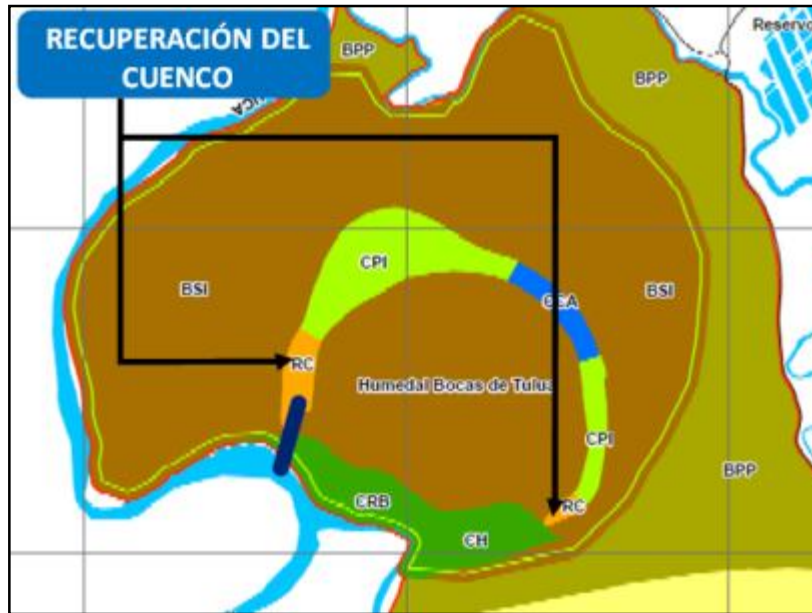 RECUPERACIÓN DEL
CUENCO
BPP
Reservo
BPP
UCA
CPI
BSI
CCA
BSI
RC
Humedal Bocas de Tulua
CPI
BPP
CRB
RC
CH